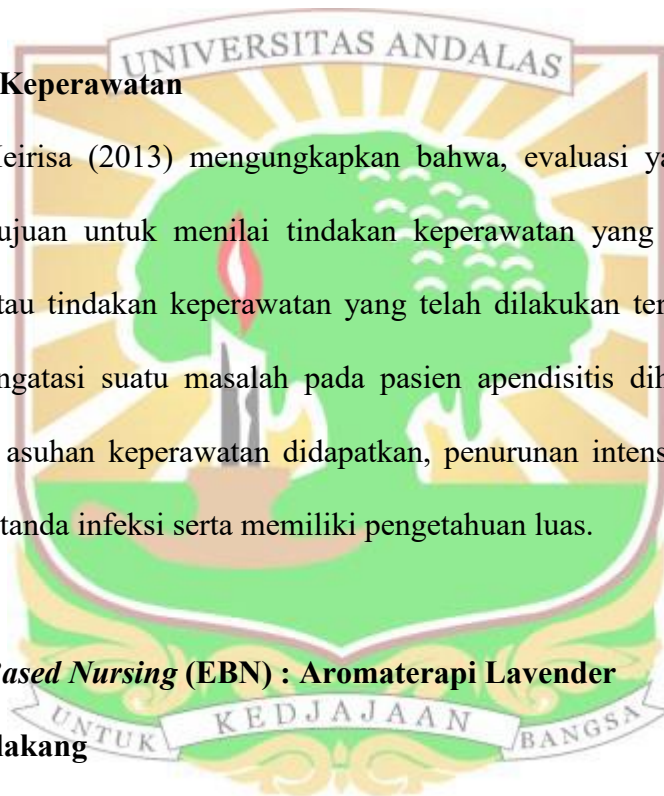 UNIVERSITAS ANDALAS
Keperawatan
eirisa (2013) mengungkapkan bahwa, evaluasi ya
ujuan untuk menilai tindakan keperawatan yang
tau tindakan keperawatan yang telah dilakukan ter
ngatasi suatu masalah pada pasien apendisitis dih
asuhan keperawatan didapatkan, penurunan intens
tanda infeksi serta memiliki pengetahuan luas.
Based Nursing (EBN) : Aromaterapi Lavender
UNTUK KEDJAJAAN BANGSA
lakang